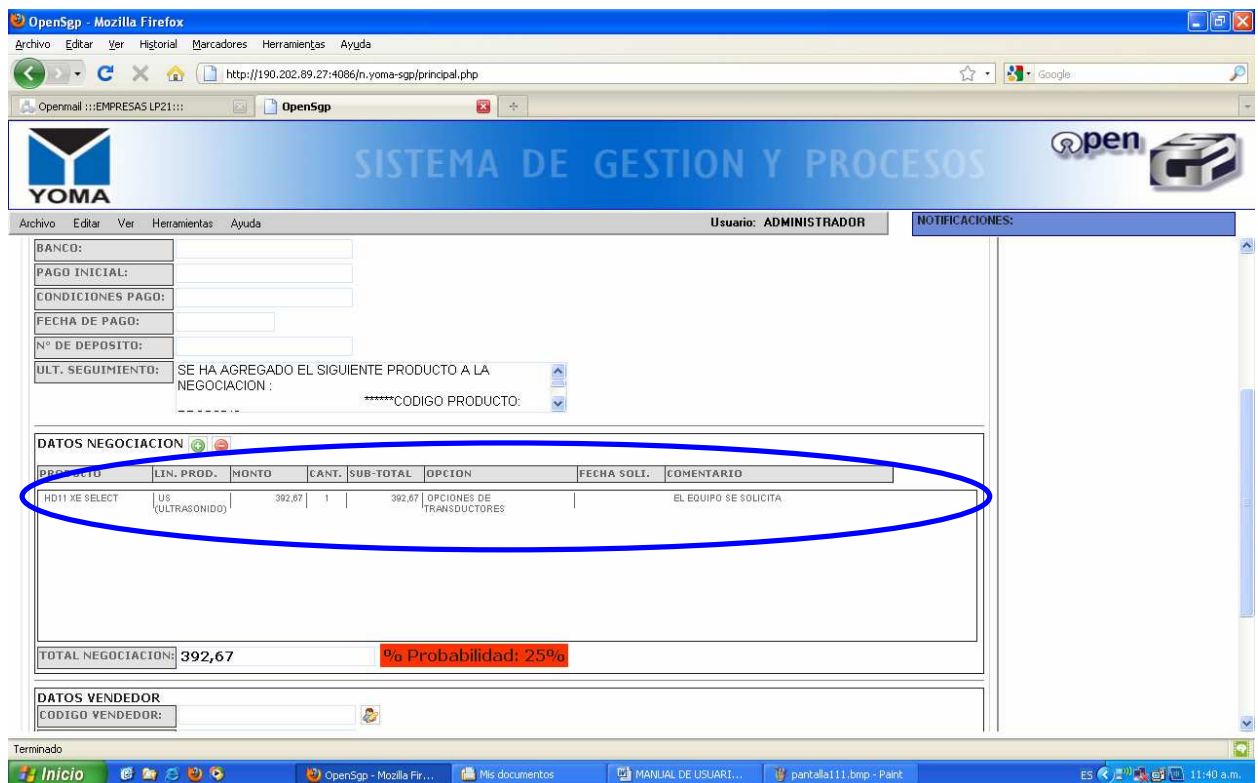 OpenSgp - Mozilla Firefox
Archivo Editar Ver Historial Marcadores Herramientas Ayuda
http://190.202.89.27:4086/n.yoma-sgp/principal.php
Google
Openmail :::EMPRESAS LP21:::
OpenSgp
YOMA
SISTEMA DE GESTION Y PROCESOS
open
Archivo Editar Ver Herramientas Ayuda
Usuario: ADMINISTRADOR
NOTIFICACIONES:
BANCO:
PAGO INICIAL:
CONDICIONES PAGO:
FECHA DE PAGO:
Nº DE DEPOSITO:
ULT. SEGUIMIENTO: SE HA AGREGADO EL SIGUIENTE PRODUCTO A LA
NEGOCIACION :
******CODIGO PRODUCTO:
DATOS NEGOCIACION
PRODUCTO LIN. PROD. MONTO CANT. SUB-TOTAL OPCION FECHA SOLI. COMENTARIO
HD11 XE SELECT US (ULTRASONIDO) 392,67 1 392,67 OPCIONES DE TRANSDUCTORES EL EQUIPO SE SOLICITA
TOTAL NEGOCIACION: 392,67 % Probabilidad: 25%
DATOS VENDEDOR
CODIGO VENDEDOR:
Terminado
Inicio OpenSgp - Mozilla Fir... Mis documentos MANUAL DE USUARI... pantalla111.bmp - Paint ES 11:40 a.m.